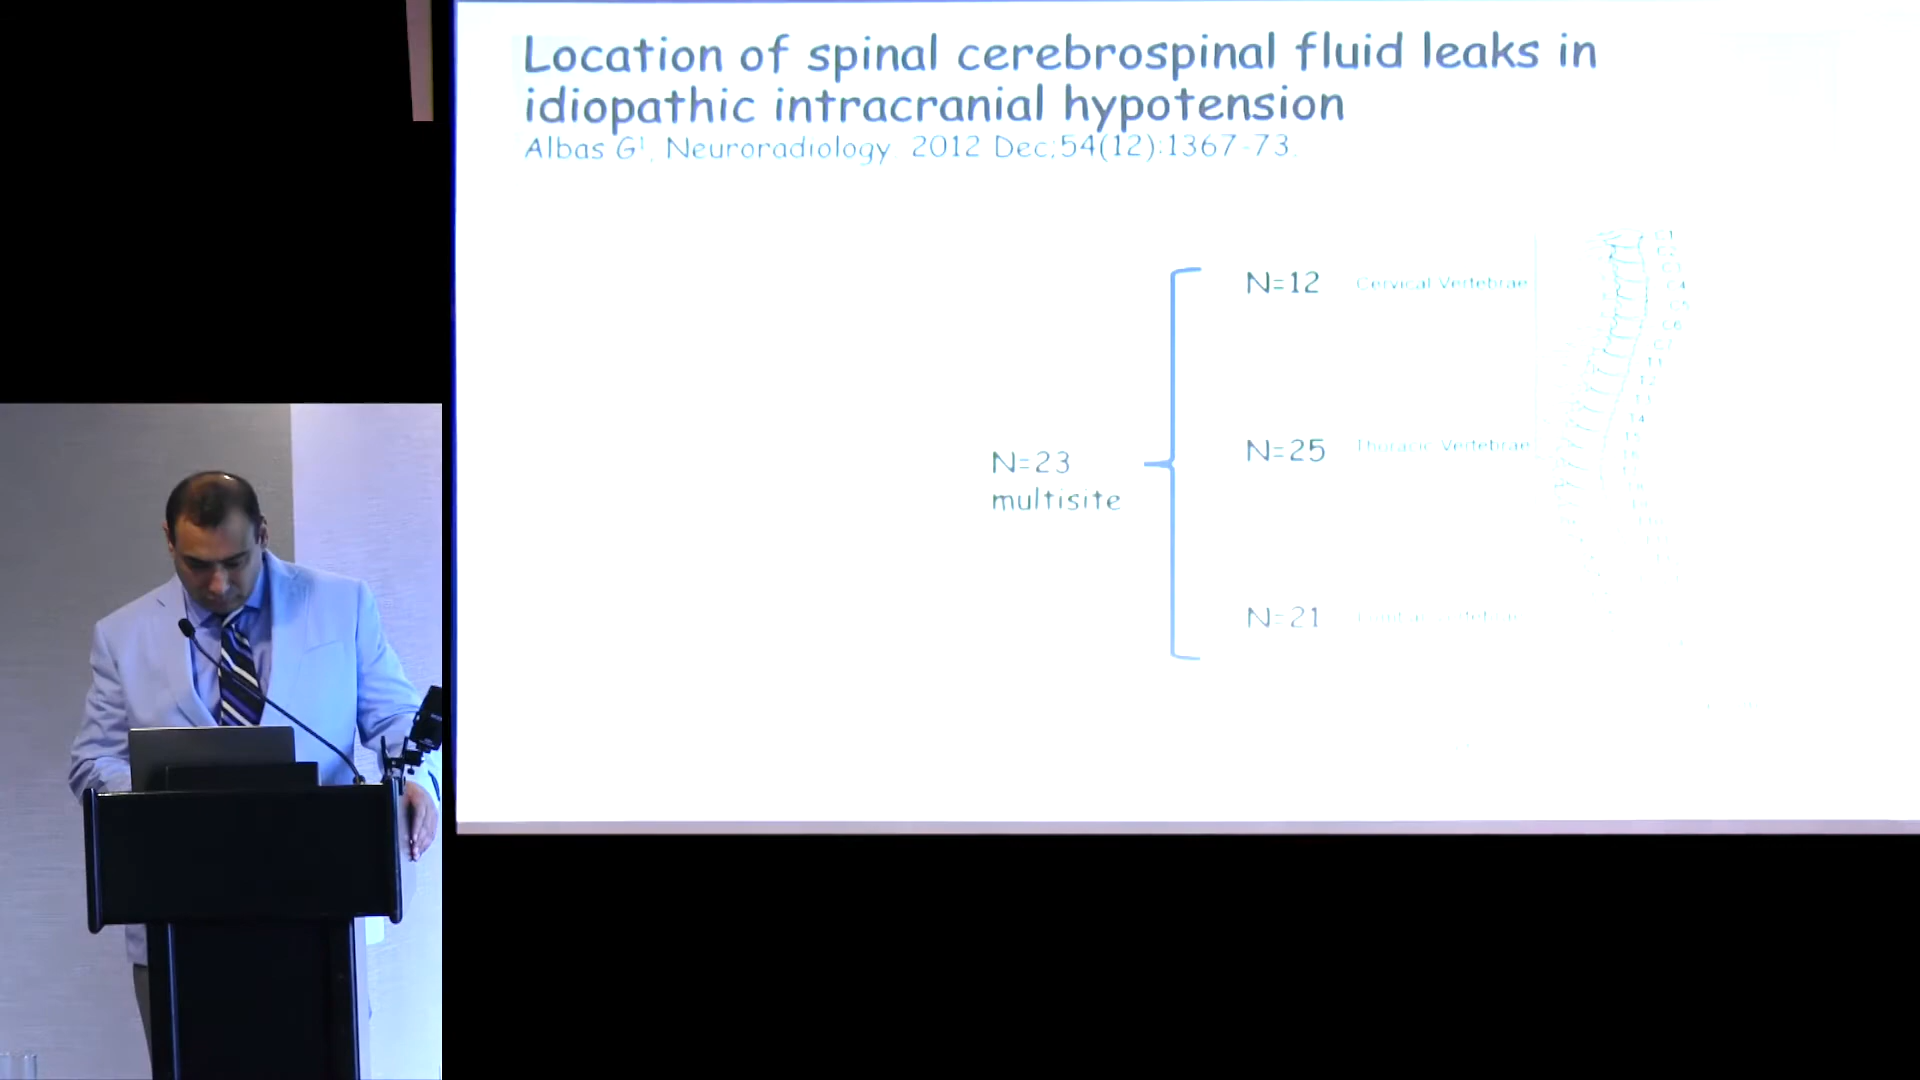 Location of spinal cerebrospinal fluid leaks in
idiopathic intracranial hypotension
Albas G¹, Neuroradiology 2012 Dec;54(12):1367-73.
N=12 Cervical Vertebrae
N=25 Thoracic Vertebrae
N=23
multisite
N=21